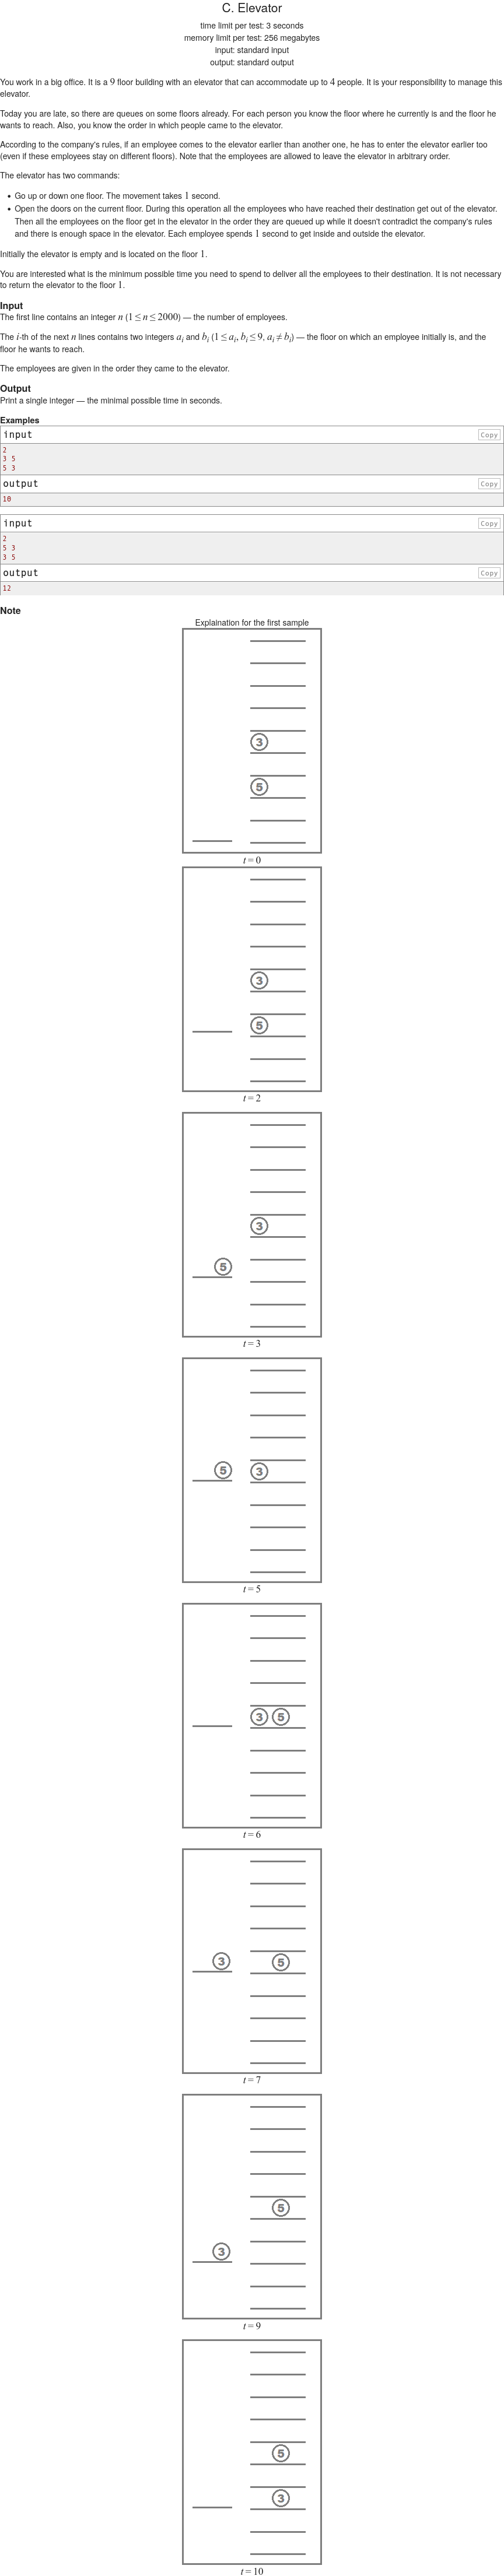 C. Elevator
time limit per test: 3 seconds
memory limit per test: 256 megabytes
input: standard input
output: standard output
You work in a big office. It is a 9 floor building with an elevator that can accommodate up to 4 people. It is your responsibility to manage this
elevator.
Today you are late, so there are queues on some floors already. For each person you know the floor where he currently is and the floor he
wants to reach. Also, you know the order in which people came to the elevator.
According to the company's rules, if an employee comes to the elevator earlier than another one, he has to enter the elevator earlier too
(even if these employees stay on different floors). Note that the employees are allowed to leave the elevator in arbitrary order.
The elevator has two commands:
• Go up or down one floor. The movement takes 1 second.
• Open the doors on the current floor. During this operation all the employees who have reached their destination get out of the elevator.
Then all the employees on the floor get in the elevator in the order they are queued up while it doesn't contradict the company's rules
and there is enough space in the elevator. Each employee spends 1 second to get inside and outside the elevator.
Initially the elevator is empty and is located on the floor 1.
You are interested what is the minimum possible time you need to spend to deliver all the employees to their destination. It is not necessary
to return the elevator to the floor 1.
Input
The first line contains an integer n (1 ≤ n ≤ 2000) — the number of employees.
The i-th of the next n lines contains two integers a_i and b_i (1 ≤ a_i, b_i ≤ 9, a_i ≠ b_i) — the floor on which an employee initially is, and the
floor he wants to reach.
The employees are given in the order they came to the elevator.
Output
Print a single integer — the minimal possible time in seconds.
Examples
input
Copy
2
3 5
5 3
output
Copy
10
input
Copy
2
5 3
3 5
output
Copy
12
Note
Explaination for the first sample
3
5
t = 0
3
5
t = 2
3
5
t = 3
5 3
t = 5
3 5
t = 6
3 5
t = 7
5
3
t = 9
5
3
t = 10